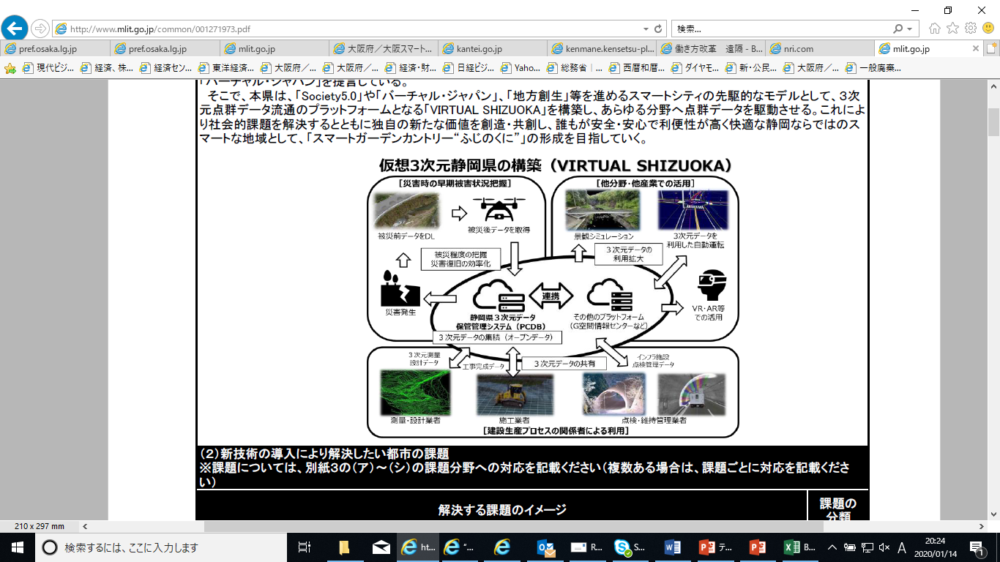 http://www.mlit.go.jp/common/001271973.pdf
検索...
pref.osaka.lg.jp
pref.osaka.lg.jp
mlit.go.jp
大阪府／大阪スマート...
kantei.go.jp
kenmane.kensetsu-pl...
働き方改革 遠隔 - B...
nri.com
mlit.go.jp
現代ビジ...
経済、株...
経済セン...
東洋経済...
大阪府／...
大阪府／...
経済・財...
日経ビジ...
Yaho...
総務省｜...
西暦和暦...
ダイヤモ...
新・公民...
大阪府／...
一般廃棄...
「バーチャル・ジャパン」を提言している。
そこで、本県は、「Society5.0」や「バーチャル・ジャパン」、「地方創生」等を進めるスマートシティの先駆的なモデルとして、3次
元点群データ流通のプラットフォームとなる「VIRTUAL SHIZUOKA」を構築し、あらゆる分野へ点群データを駆動させる。これによ
り社会的課題を解決するとともに独自の新たな価値を創造・共創し、誰もが安全・安心で利便性が高く快適な静岡ならではのス
マートな地域として、「スマートガーデンカントリー“ふじのくに”」の形成を目指していく。
仮想3次元静岡県の構築（VIRTUAL SHIZUOKA）
［災害時の早期被害状況把握］
［他分野・他産業での活用］
被災前データをDL
被災後データを取得
景観シミュレーション
3次元データを
利用した自動運転
被災程度の把握
災害復旧の効率化
３次元データの
利用拡大
災害発生
連携
静岡県３次元データ
保管管理システム（PCDB）
その他のプラットフォーム
（G空間情報センターなど）
VR・AR等
での活用
３次元データの集積（オープンデータ）
３次元測量
設計データ
工事完成データ
３次元データの共有
インフラ施設
点検管理データ
測量・設計業者
施工業者
点検・維持管理業者
［建設生産プロセスの関係者による利用］
（２）新技術の導入により解決したい都市の課題
※課題については、別紙３の（ア）～（シ）の課題分野への対応を記載ください（複数ある場合は、課題ごとに対応を記載くださ
い）
解決する課題のイメージ
課題の
分類
210 x 297 mm
検索するには、ここに入力します
ht...
“...
R...
S...
テ...
B...
A
20:24
2020/01/14
1